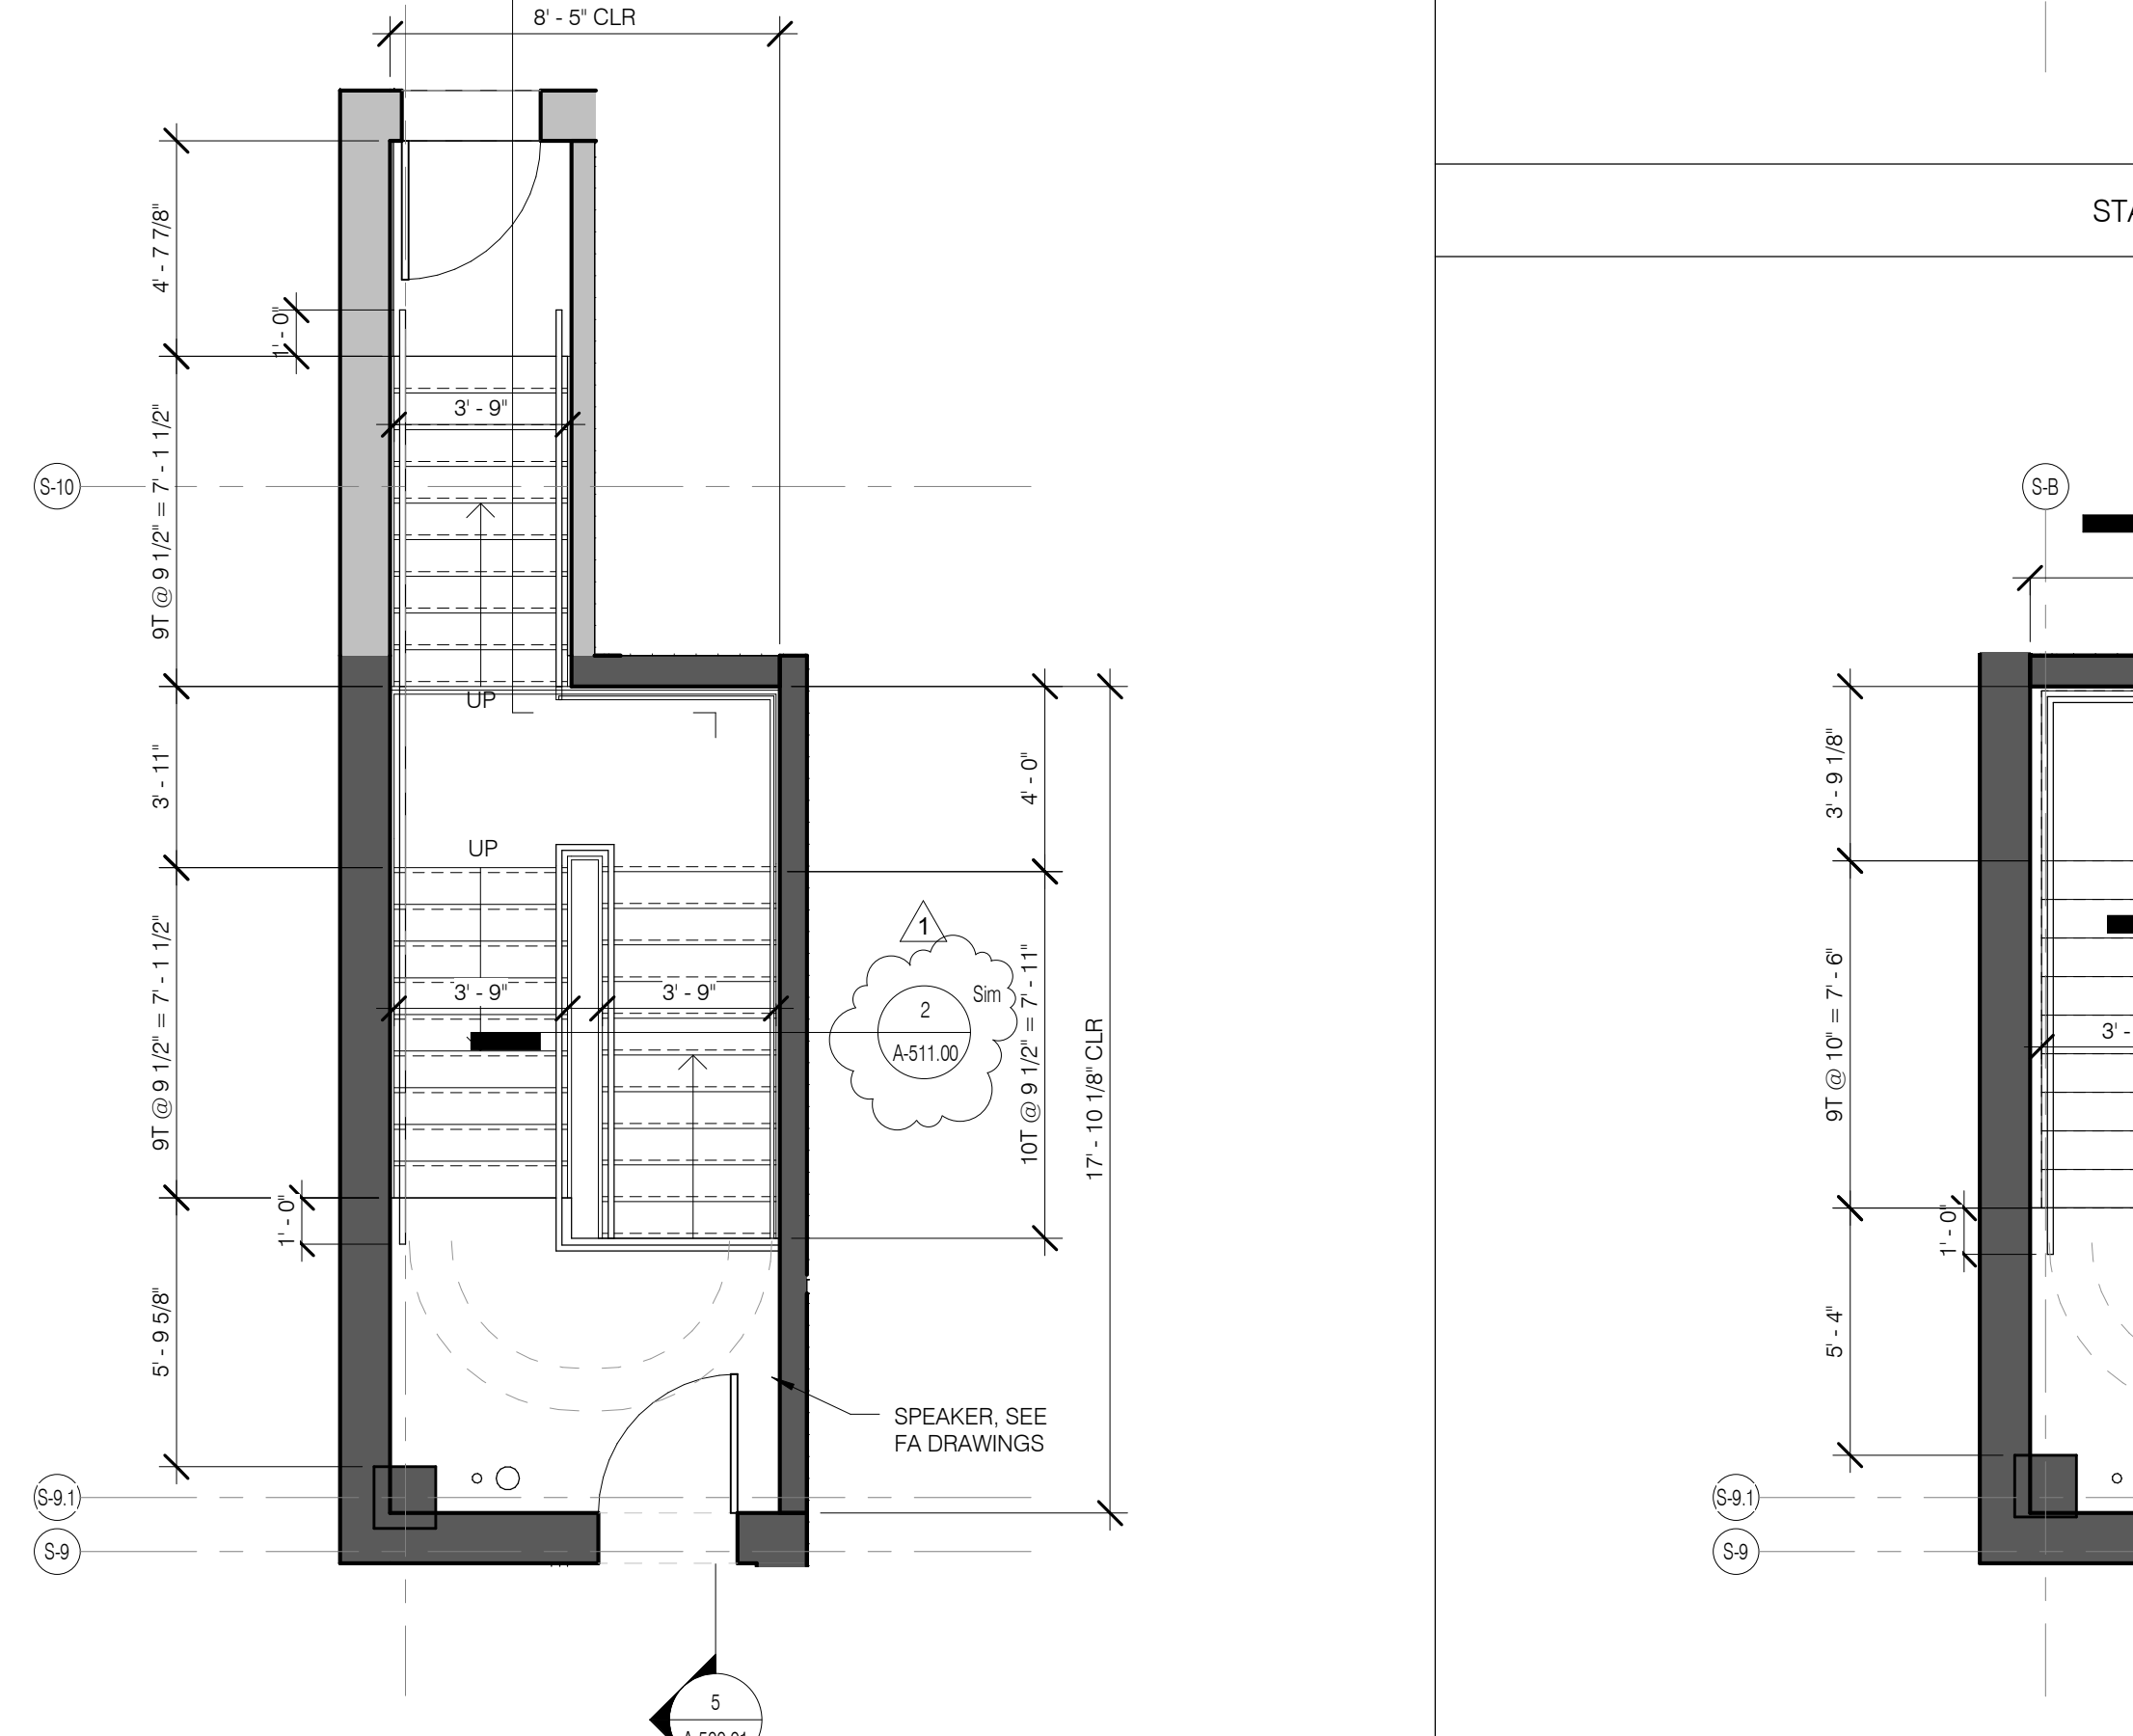 8' - 5" CLR
STA
4' - 7 7/8"
1' - 0"
3' - 9"
9T @ 9 1/2" = 7' - 1 1/2"
S-10
S-B
UP
3' - 11"
4' - 0"
3' - 9 1/8"
UP
1
9T @ 9 1/2" = 7' - 1 1/2"
3' - 9"
3' - 9"
Sim
2
A-511.00
10T @ 9 1/2" = 7' - 11"
17' - 10 1/8" CLR
9T @ 10" = 7' - 6"
3' -
1' - 0"
1' - 0"
5' - 9 5/8"
5' - 4"
SPEAKER, SEE
FA DRAWINGS
S-9.1
S-9.1
S-9
S-9
5